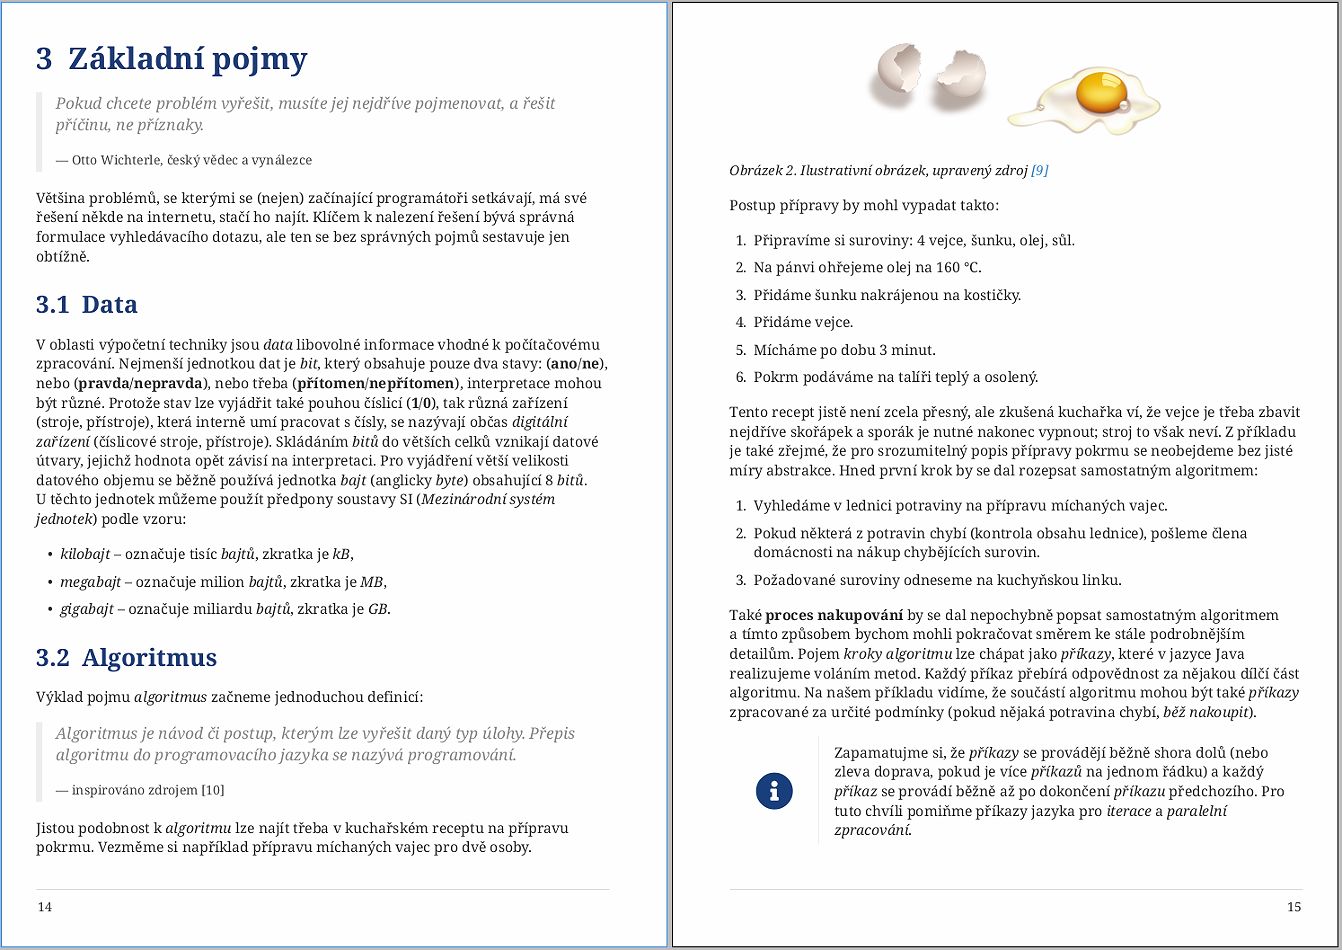 3 Základní pojmy
Pokud chcete problém vyřešit, musíte jej nejdříve pojmenovat, a řešit
příčinu, ne příznaky.
— Otto Wichterle, český vědec a vynálezce
Většina problémů, se kterými se (nejen) začínající programátoři setkávají, má své
řešení někde na internetu, stačí ho najít. Klíčem k nalezení řešení bývá správná
formulace vyhledávacího dotazu, ale ten se bez správných pojmů sestavuje jen
obtížně.
3.1 Data
V oblasti výpočetní techniky jsou data libovolné informace vhodné k počítačovému
zpracování. Nejmenší jednotkou dat je bit, který obsahuje pouze dva stavy: (ano/ne),
nebo (pravda/nepravda), nebo třeba (přítomen/nepřítomen), interpretace mohou
být různé. Protože stav lze vyjádřit také pouhou číslicí (1/0), tak různá zařízení
(stroje, přístroje), která interně umí pracovat s čísly, se nazývají občas digitální
zařízení (číslicové stroje, přístroje). Skládáním bitů do větších celků vznikají datové
útvary, jejichž hodnota opět závisí na interpretaci. Pro vyjádření větší velikosti
datového objemu se běžně používá jednotka bajt (anglicky byte) obsahující 8 bitů.
U těchto jednotek můžeme použít předpony soustavy SI (Mezinárodní systém
jednotek) podle vzoru:
• kilobajt – označuje tisíc bajtů, zkratka je kB,
• megabajt – označuje milion bajtů, zkratka je MB,
• gigabajt – označuje miliardu bajtů, zkratka je GB.
3.2 Algoritmus
Výklad pojmu algoritmus začneme jednoduchou definicí:
Algoritmus je návod či postup, kterým lze vyřešit daný typ úlohy. Přepis
algoritmu do programovacího jazyka se nazývá programování.
— inspirováno zdrojem [10]
Jistou podobnost k algoritmu lze najít třeba v kuchařském receptu na přípravu
pokrmu. Vezměme si například přípravu míchaných vajec pro dvě osoby.
14
Obrázek 2. Ilustrativní obrázek, upravený zdroj [9]
Postup přípravy by mohl vypadat takto:
1. Připravíme si suroviny: 4 vejce, šunku, olej, sůl.
2. Na pánvi ohřejeme olej na 160 °C.
3. Přidáme šunku nakrájenou na kostičky.
4. Přidáme vejce.
5. Mícháme po dobu 3 minut.
6. Pokrm podáváme na talíři teplý a osolený.
Tento recept jistě není zcela přesný, ale zkušená kuchařka ví, že vejce je třeba zbavit
nejdříve skořápek a sporák je nutné nakonec vypnout; stroj to však neví. Z příkladu
je také zřejmé, že pro srozumitelný popis přípravy pokrmu se neobejdeme bez jisté
míry abstrakce. Hned první krok by se dal rozepsat samostatným algoritmem:
1. Vyhledáme v lednici potraviny na přípravu míchaných vajec.
2. Pokud některá z potravin chybí (kontrola obsahu lednice), pošleme člena
domácnosti na nákup chybějících surovin.
3. Požadované suroviny odneseme na kuchyňskou linku.
Také proces nakupování by se dal nepochybně popsat samostatným algoritmem
a tímto způsobem bychom mohli pokračovat směrem ke stále podrobnějším
detailům. Pojem kroky algoritmu lze chápat jako příkazy, které v jazyce Java
realizujeme voláním metod. Každý příkaz přebírá odpovědnost za nějakou dílčí část
algoritmu. Na našem příkladu vidíme, že součástí algoritmu mohou být také příkazy
zpracované za určité podmínky (pokud nějaká potravina chybí, běž nakoupit).
Zapamatujme si, že příkazy se provádějí běžně shora dolů (nebo
zleva doprava, pokud je více příkazů na jednom řádku) a každý
příkaz se provádí běžně až po dokončení příkazu předchozího. Pro
tuto chvíli pomiňme příkazy jazyka pro iterace a paralelní
zpracování.
15